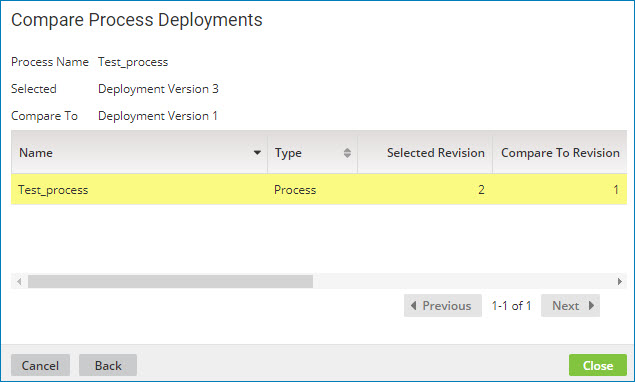 Compare Process Deployments
Process Name Test_process
Selected Deployment Version 3
Compare To Deployment Version 1
Name Type Selected Revision Compare To Revision
Test_process Process 2 1
Previous 1-1 of 1 Next
Cancel Back Close